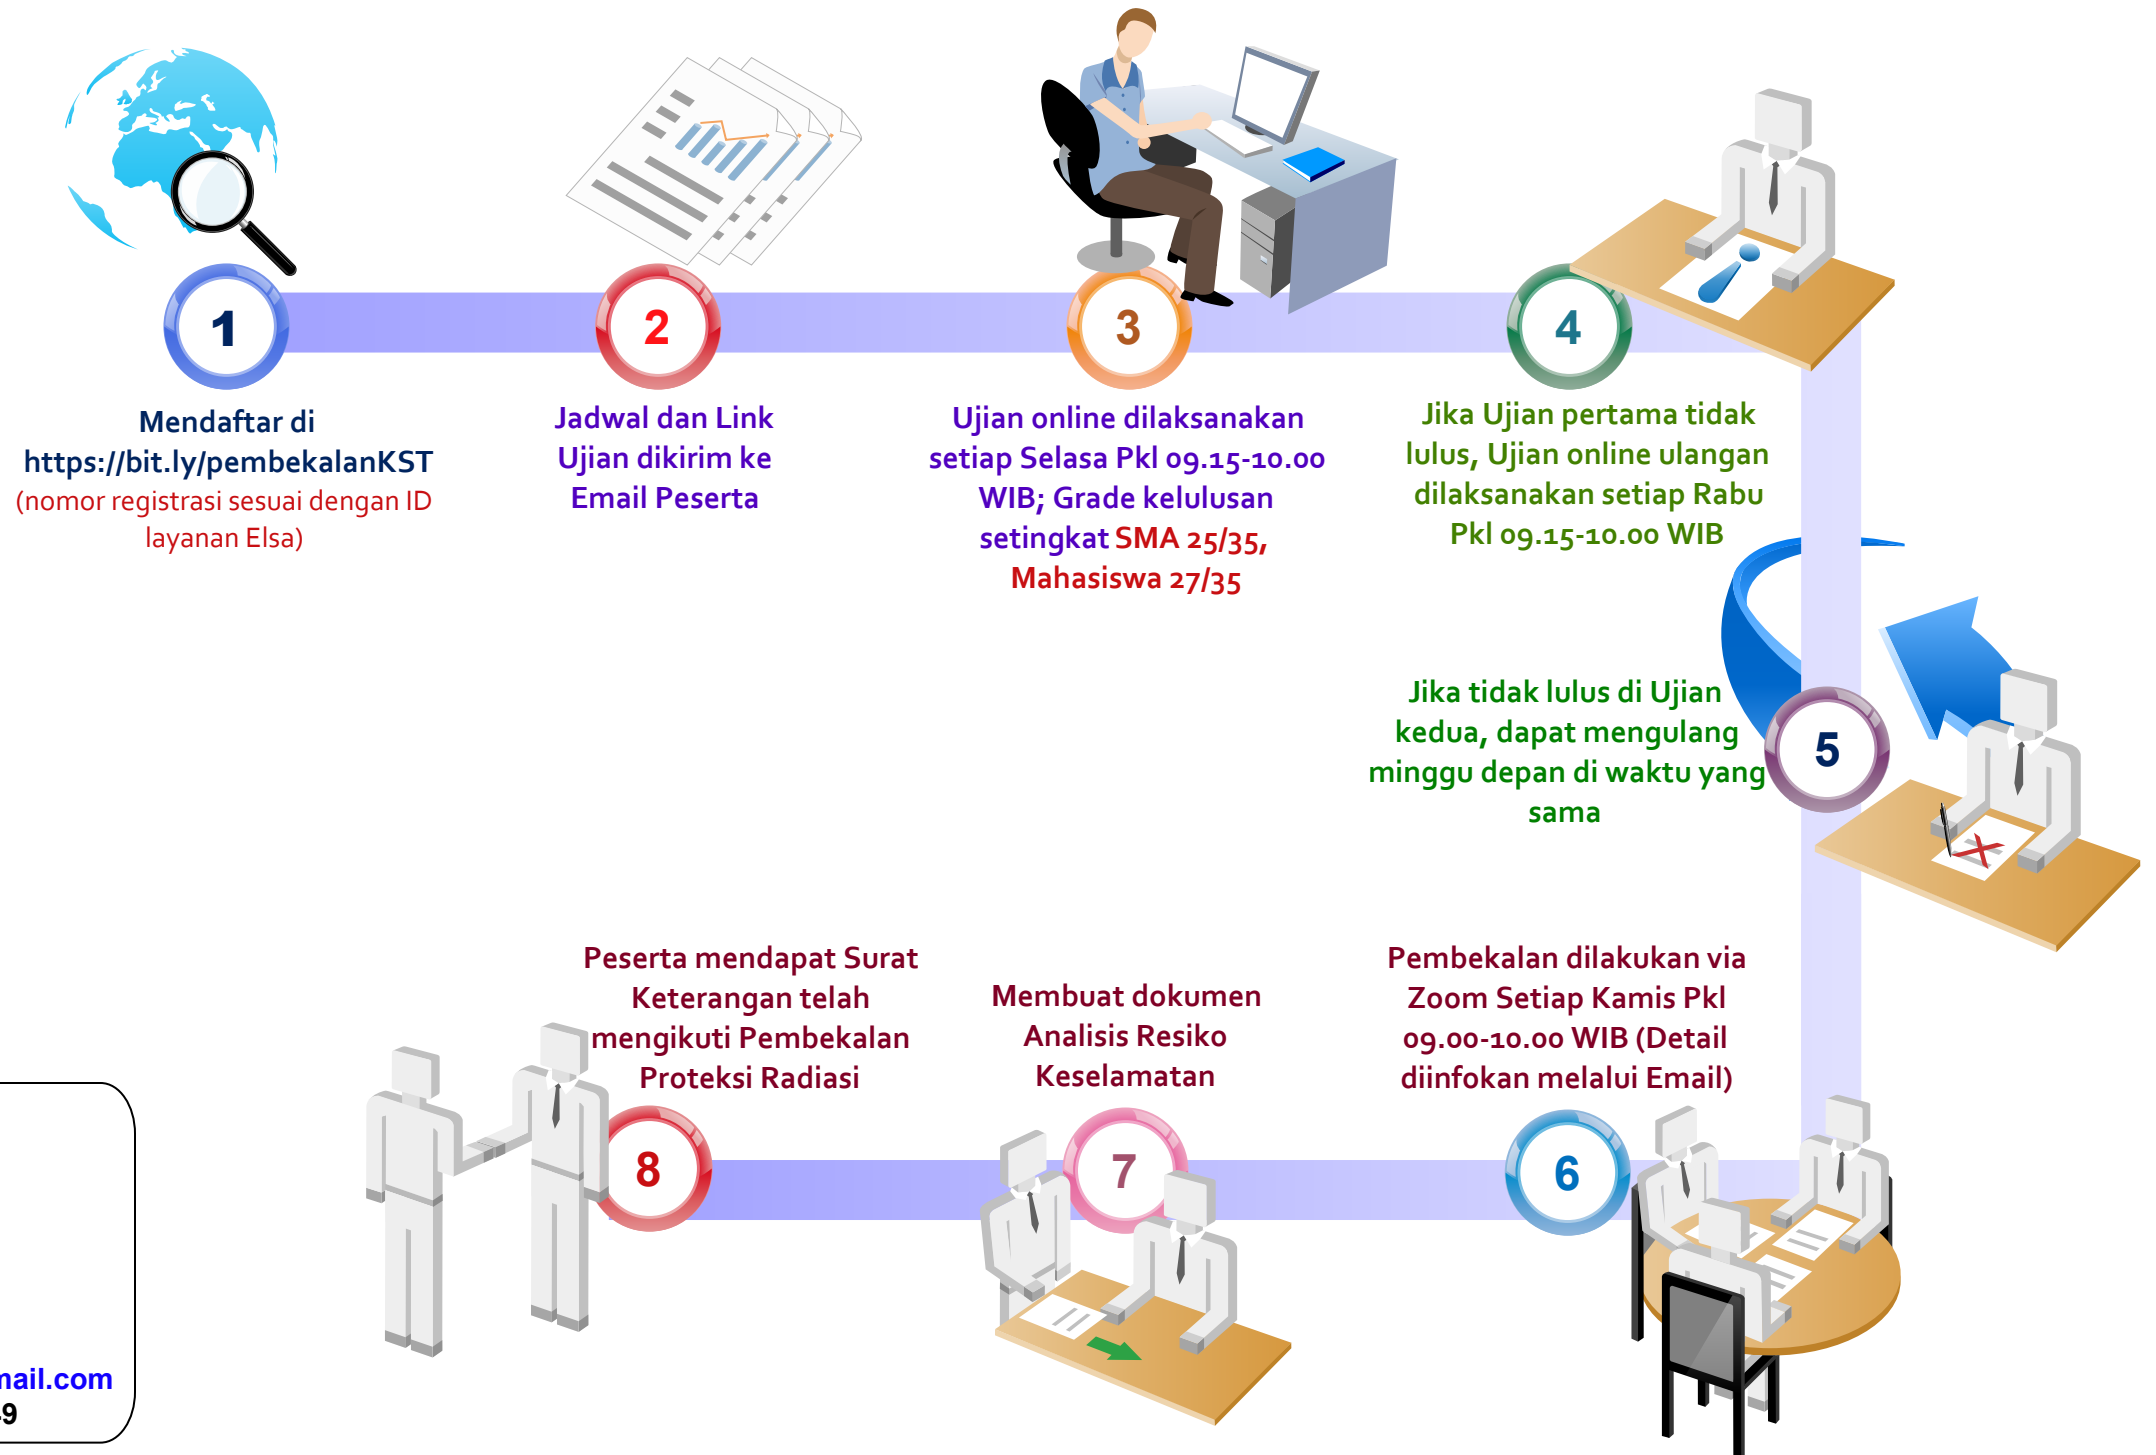 1
Mendaftar di
https://bit.ly/pembekalanKST
(nomor registrasi sesuai dengan ID
layanan Elsa)
2
Jadwal dan Link
Ujian dikirim ke
Email Peserta
3
Ujian online dilaksanakan
setiap Selasa Pkl 09.15-10.00
WIB; Grade kelulusan
setingkat SMA 25/35,
Mahasiswa 27/35
4
Jika Ujian pertama tidak
lulus, Ujian online ulangan
dilaksanakan setiap Rabu
Pkl 09.15-10.00 WIB
5
Jika tidak lulus di Ujian
kedua, dapat mengulang
minggu depan di waktu yang
sama
Pembekalan dilakukan via
Zoom Setiap Kamis Pkl
09.00-10.00 WIB (Detail
diinfokan melalui Email)
6
Membuat dokumen
Analisis Resiko
Keselamatan
7
Peserta mendapat Surat
Keterangan telah
mengikuti Pembekalan
Proteksi Radiasi
8
mail.com
9